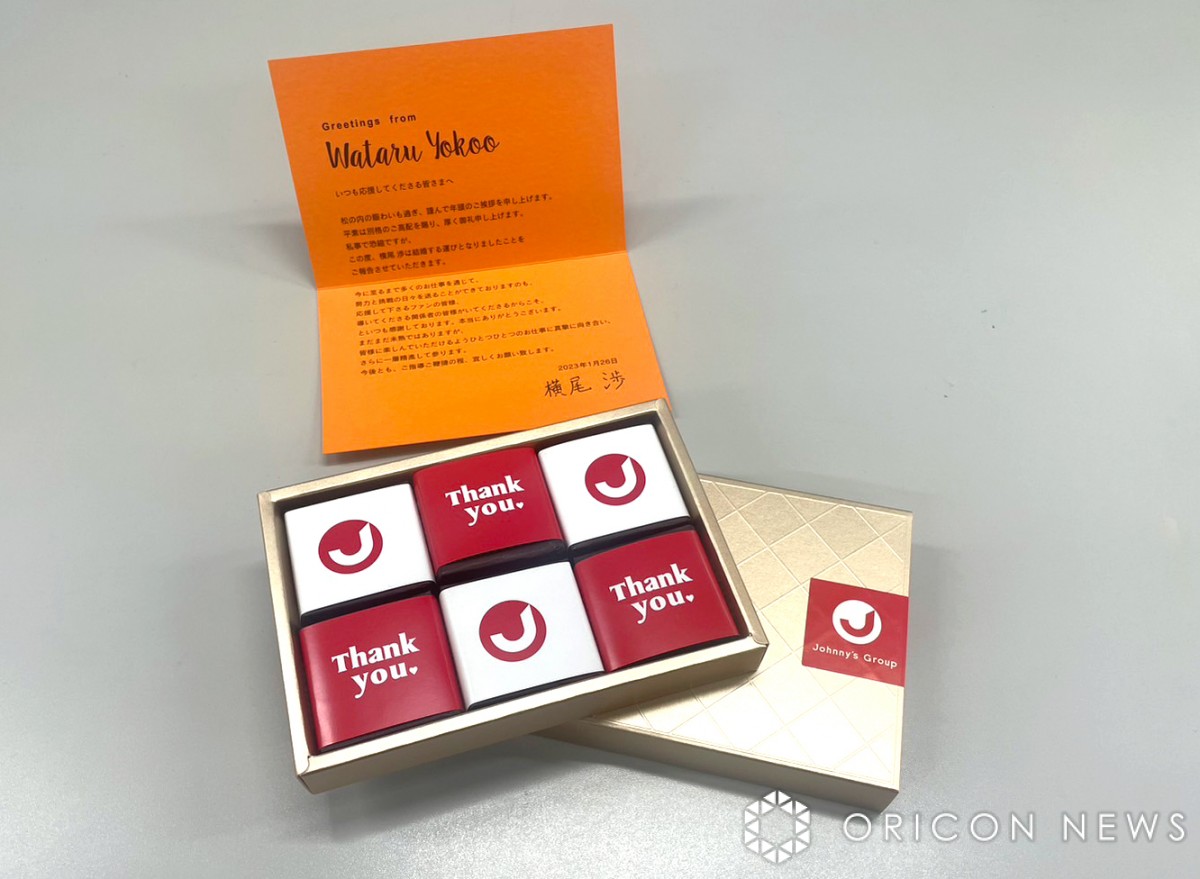 Greetings from
Wataru Yokoo
いつも応援してくださる皆さまへ
松の内の賑わいも過ぎ、謹んで年頭のご挨拶を申し上げます。
平素は別格のご高配を賜り、厚く御礼申し上げます。
私事で恐縮ですが、
この度、横尾 渉は結婚する運びとなりましたことを
ご報告させていただきます。
今に至るまで多くのお仕事を通じて、
努力と挑戦の日々を送ることができておりますのも、
応援して下さるファンの皆様、
導いてくださる関係者の皆様がいてくださるからこそ。
といつも感謝しております。本当にありがとうございます。
まだまだ未熟ではありますが、
皆様に楽しんでいただけるようひとつひとつのお仕事に真摯に向き合い、
さらに一層精進して参ります。
今後とも、ご指導ご鞭撻の程、宜しくお願い致します。
2023年1月26日
横尾 渉
J
Thank
you
J
Thank
you
J
Thank
you
J
Johnny's Group
ORICON NEWS